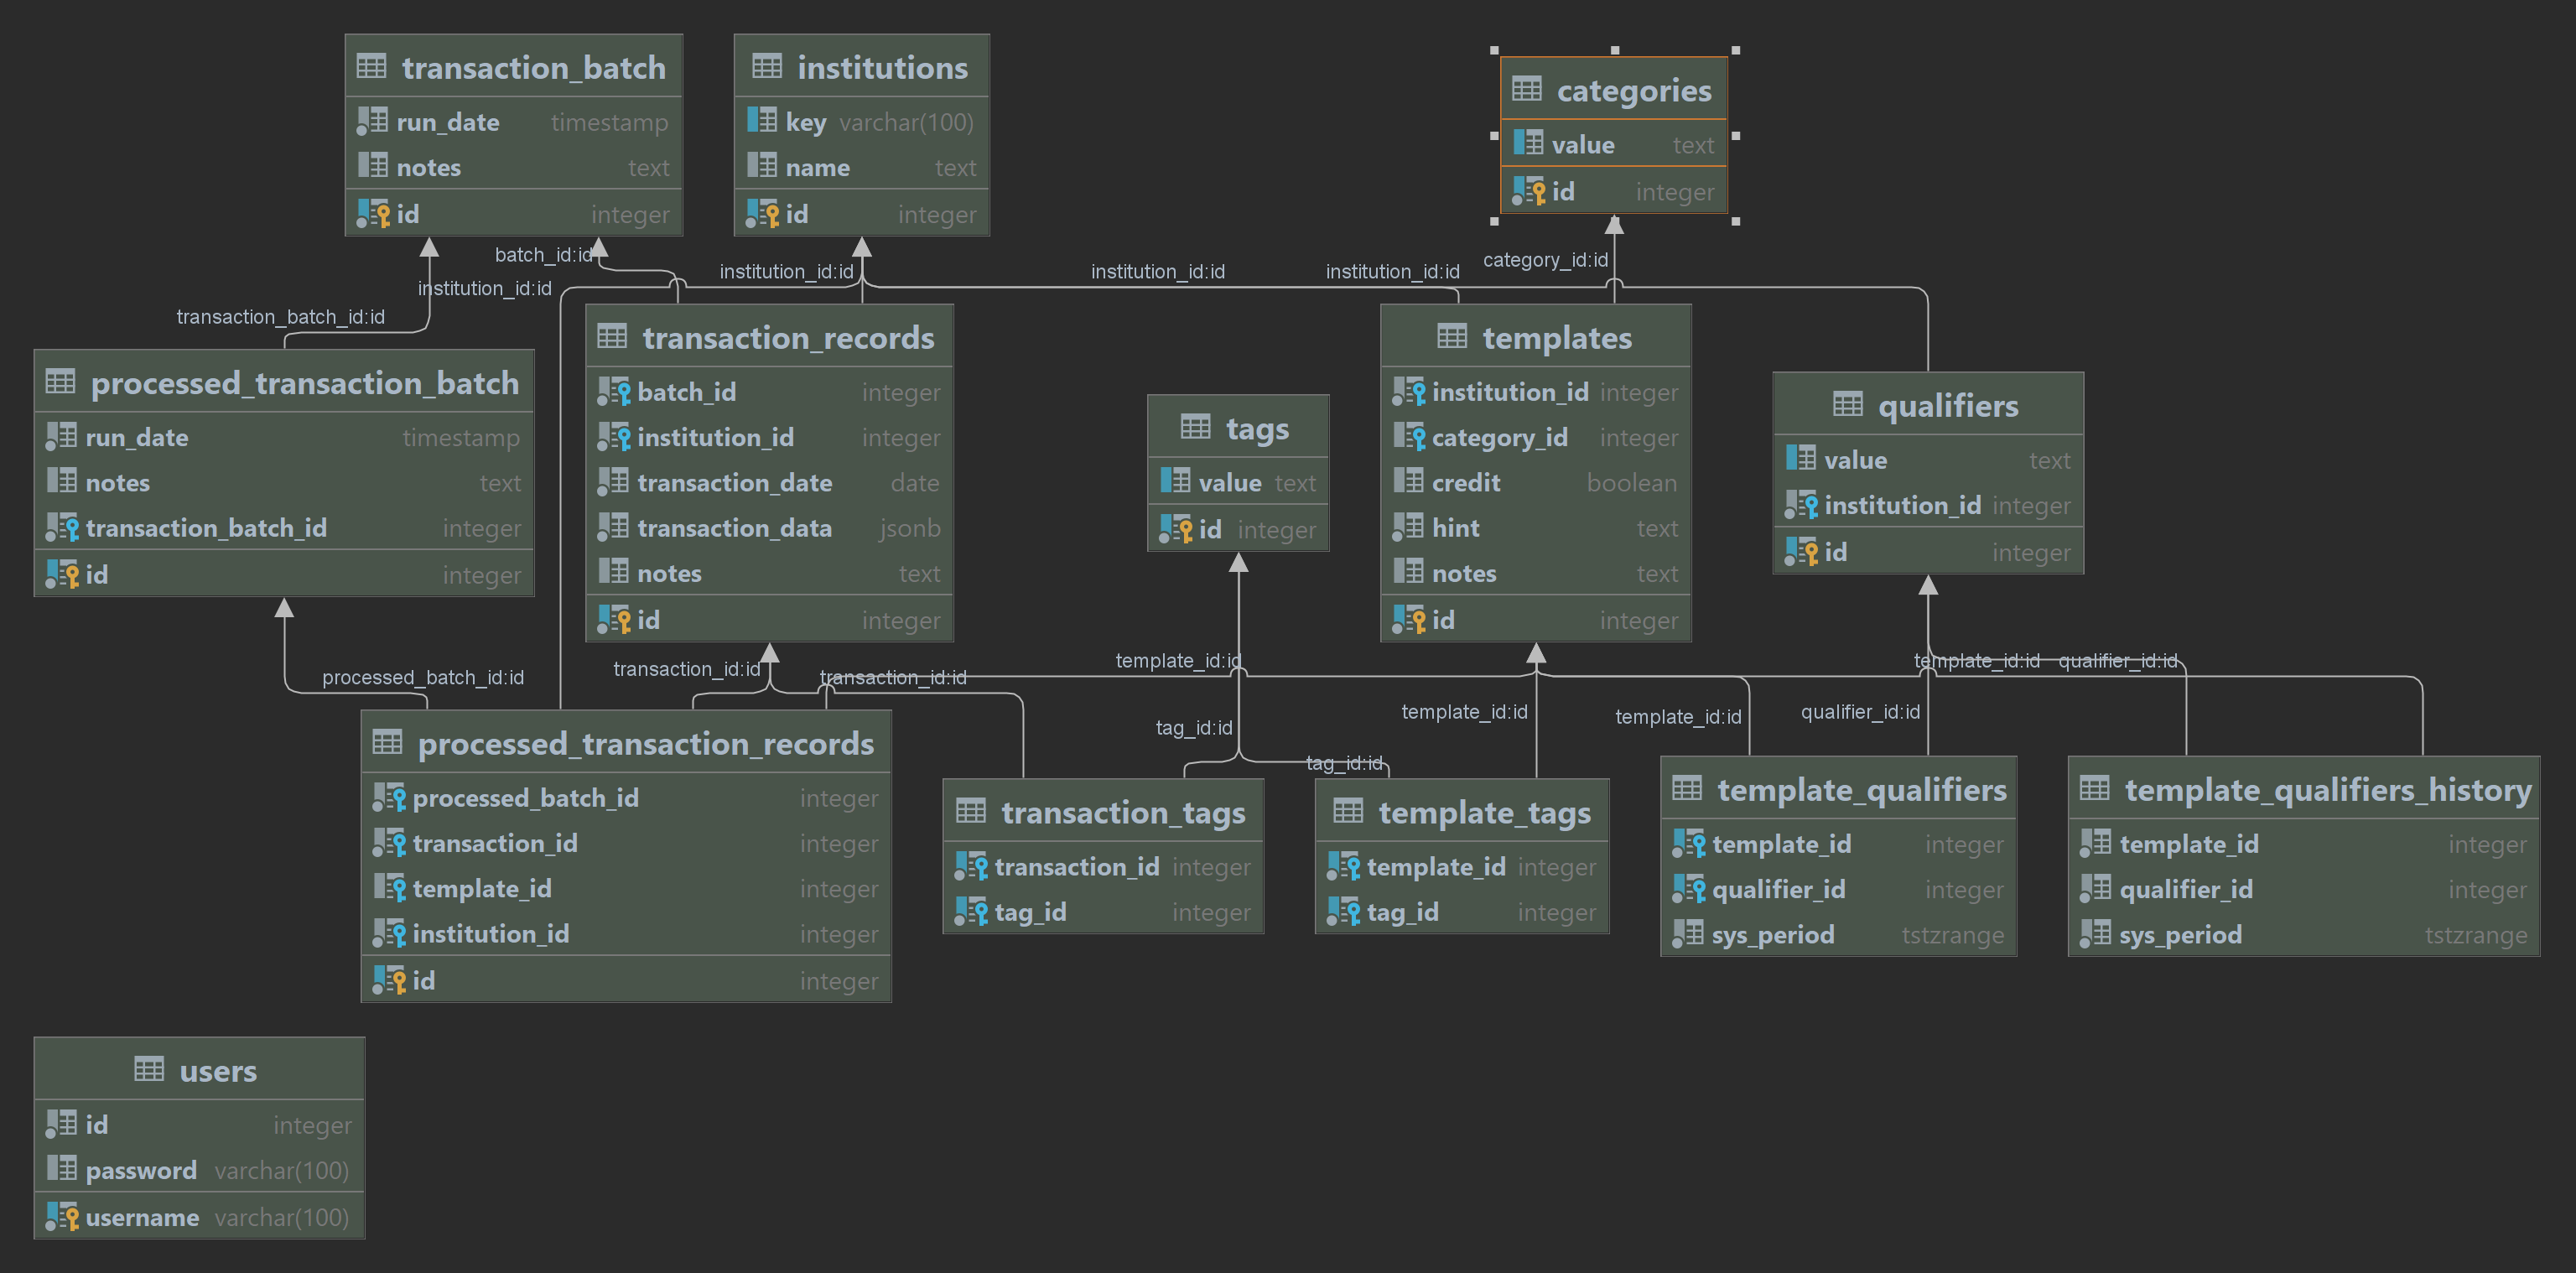 transaction_batch
run_date timestamp
notes text
id integer
institutions
key varchar(100)
name text
id integer
categories
value text
id integer
batch_id:id
institution_id:id
institution_id:id
institution_id:id
institution_id:id
category_id:id
transaction_batch_id:id
processed_transaction_batch
run_date timestamp
notes text
transaction_batch_id integer
id integer
transaction_records
batch_id integer
institution_id integer
transaction_date date
transaction_data jsonb
notes text
id integer
tags
value text
id integer
templates
institution_id integer
category_id integer
credit boolean
hint text
notes text
id integer
qualifiers
value text
institution_id integer
id integer
processed_batch_id:id
transaction_id:id
transaction_id:id
template_id:id
template_id:id
qualifier_id:id
tag_id:id
template_id:id
template_id:id
qualifier_id:id
tag_id:id
processed_transaction_records
processed_batch_id integer
transaction_id integer
template_id integer
institution_id integer
id integer
transaction_tags
transaction_id integer
tag_id integer
template_tags
template_id integer
tag_id integer
template_qualifiers
template_id integer
qualifier_id integer
sys_period tstzrange
template_qualifiers_history
template_id integer
qualifier_id integer
sys_period tstzrange
users
id integer
password varchar(100)
username varchar(100)